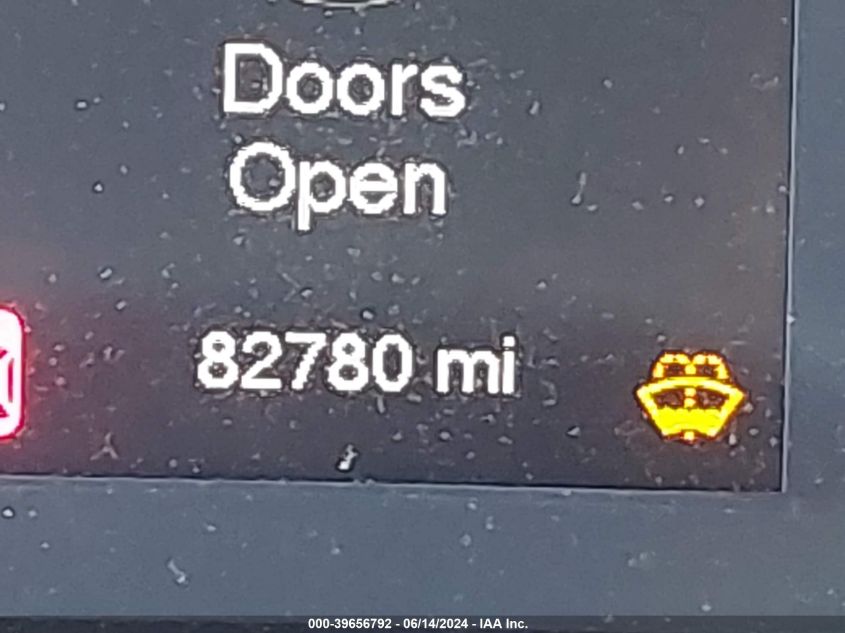 Doors
Open
82780 mi
000-39656792 - 06/14/2024 - IAA Inc.